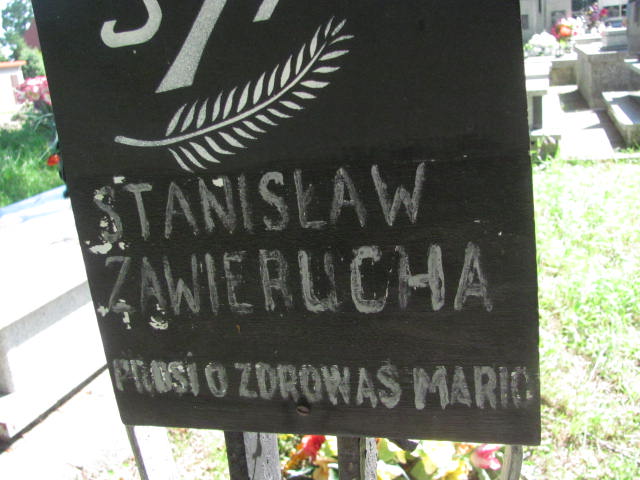 STANISŁAW
ZAWIERUCHA
PROSI O ZDROWAŚ MARIO